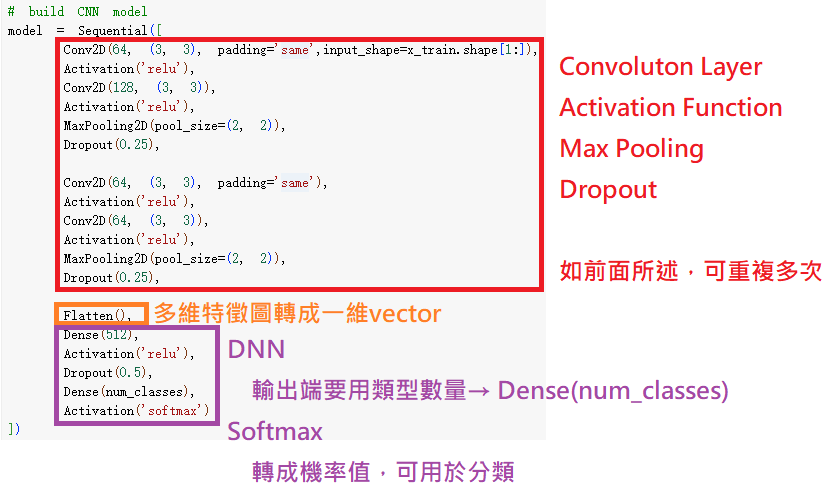 # build CNN model
model = Sequential([
Conv2D(64, (3, 3), padding='same',input_shape=x_train.shape[1:]),
Activation('relu'),
Conv2D(128, (3, 3)),
Activation('relu'),
MaxPooling2D(pool_size=(2, 2)),
Dropout(0.25),
Conv2D(64, (3, 3), padding='same'),
Activation('relu'),
Conv2D(64, (3, 3)),
Activation('relu'),
MaxPooling2D(pool_size=(2, 2)),
Dropout(0.25),
Convoluton Layer
Activation Function
Max Pooling
Dropout
如前面所述，可重複多次
Flatten(),
多維特徵圖轉成一維vector
Dense(512),
Activation('relu'),
Dropout(0.5),
Dense(num_classes),
Activation('softmax')
])
DNN
輸出端要用類型數量→ Dense(num_classes)
Softmax
轉成機率值，可用於分類